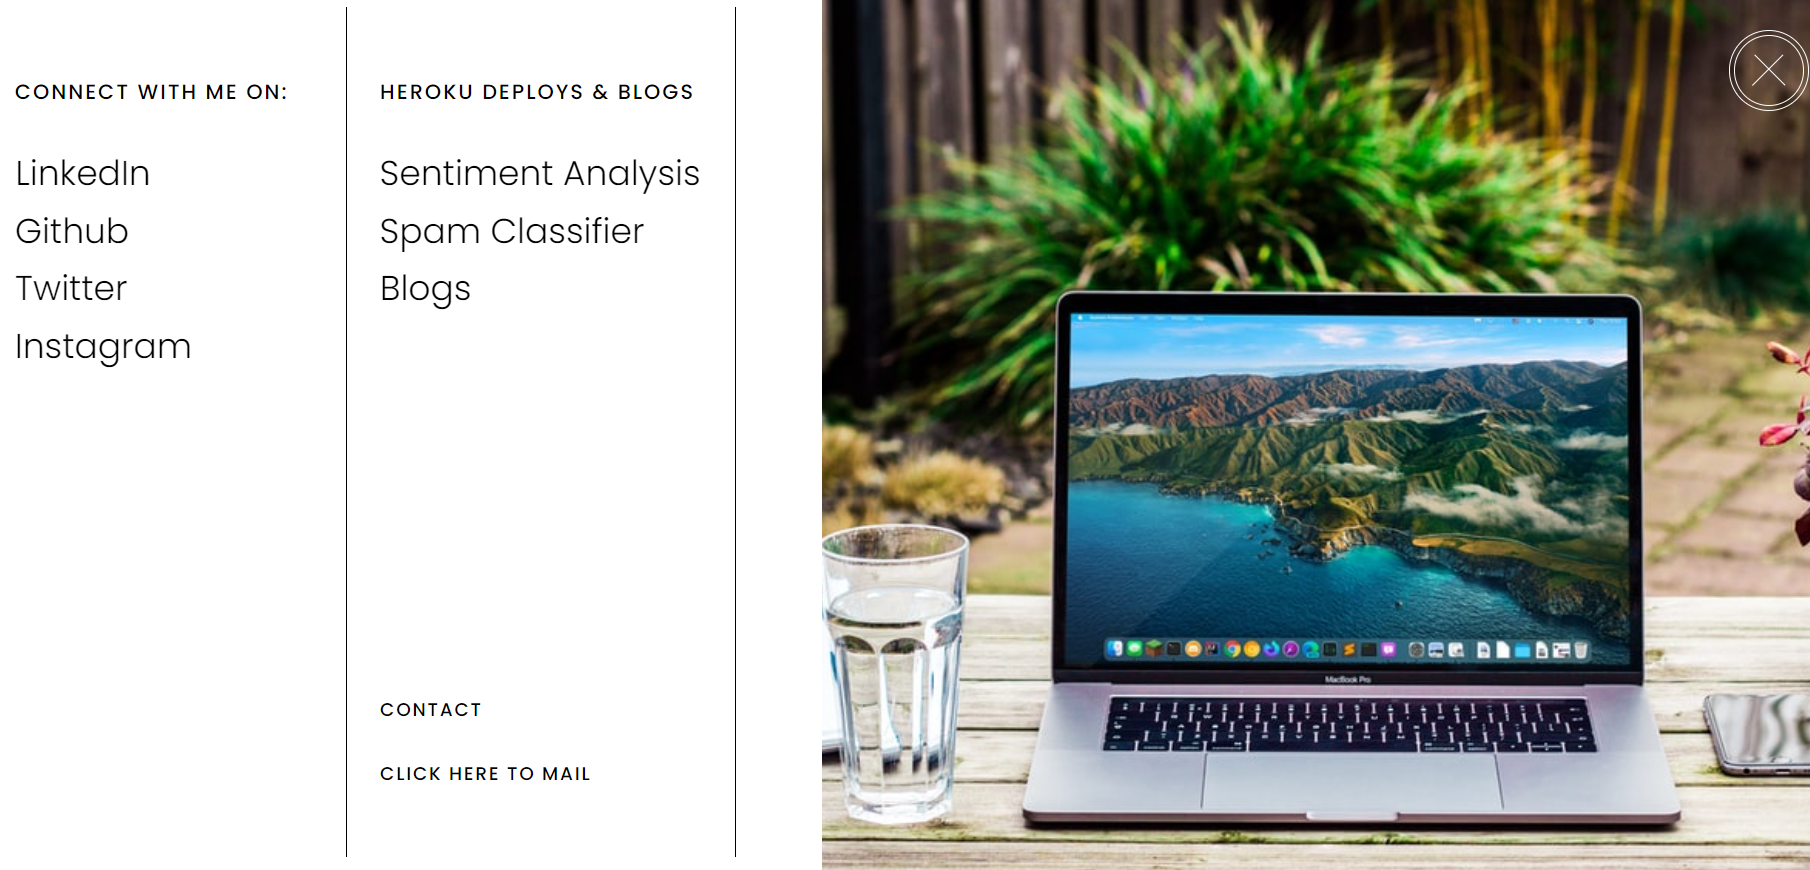 CONNECT WITH ME ON:
LinkedIn
Github
Twitter
Instagram
HEROKU DEPLOYS & BLOGS
Sentiment Analysis
Spam Classifier
Blogs
CONTACT
CLICK HERE TO MAIL
MacBook Pro